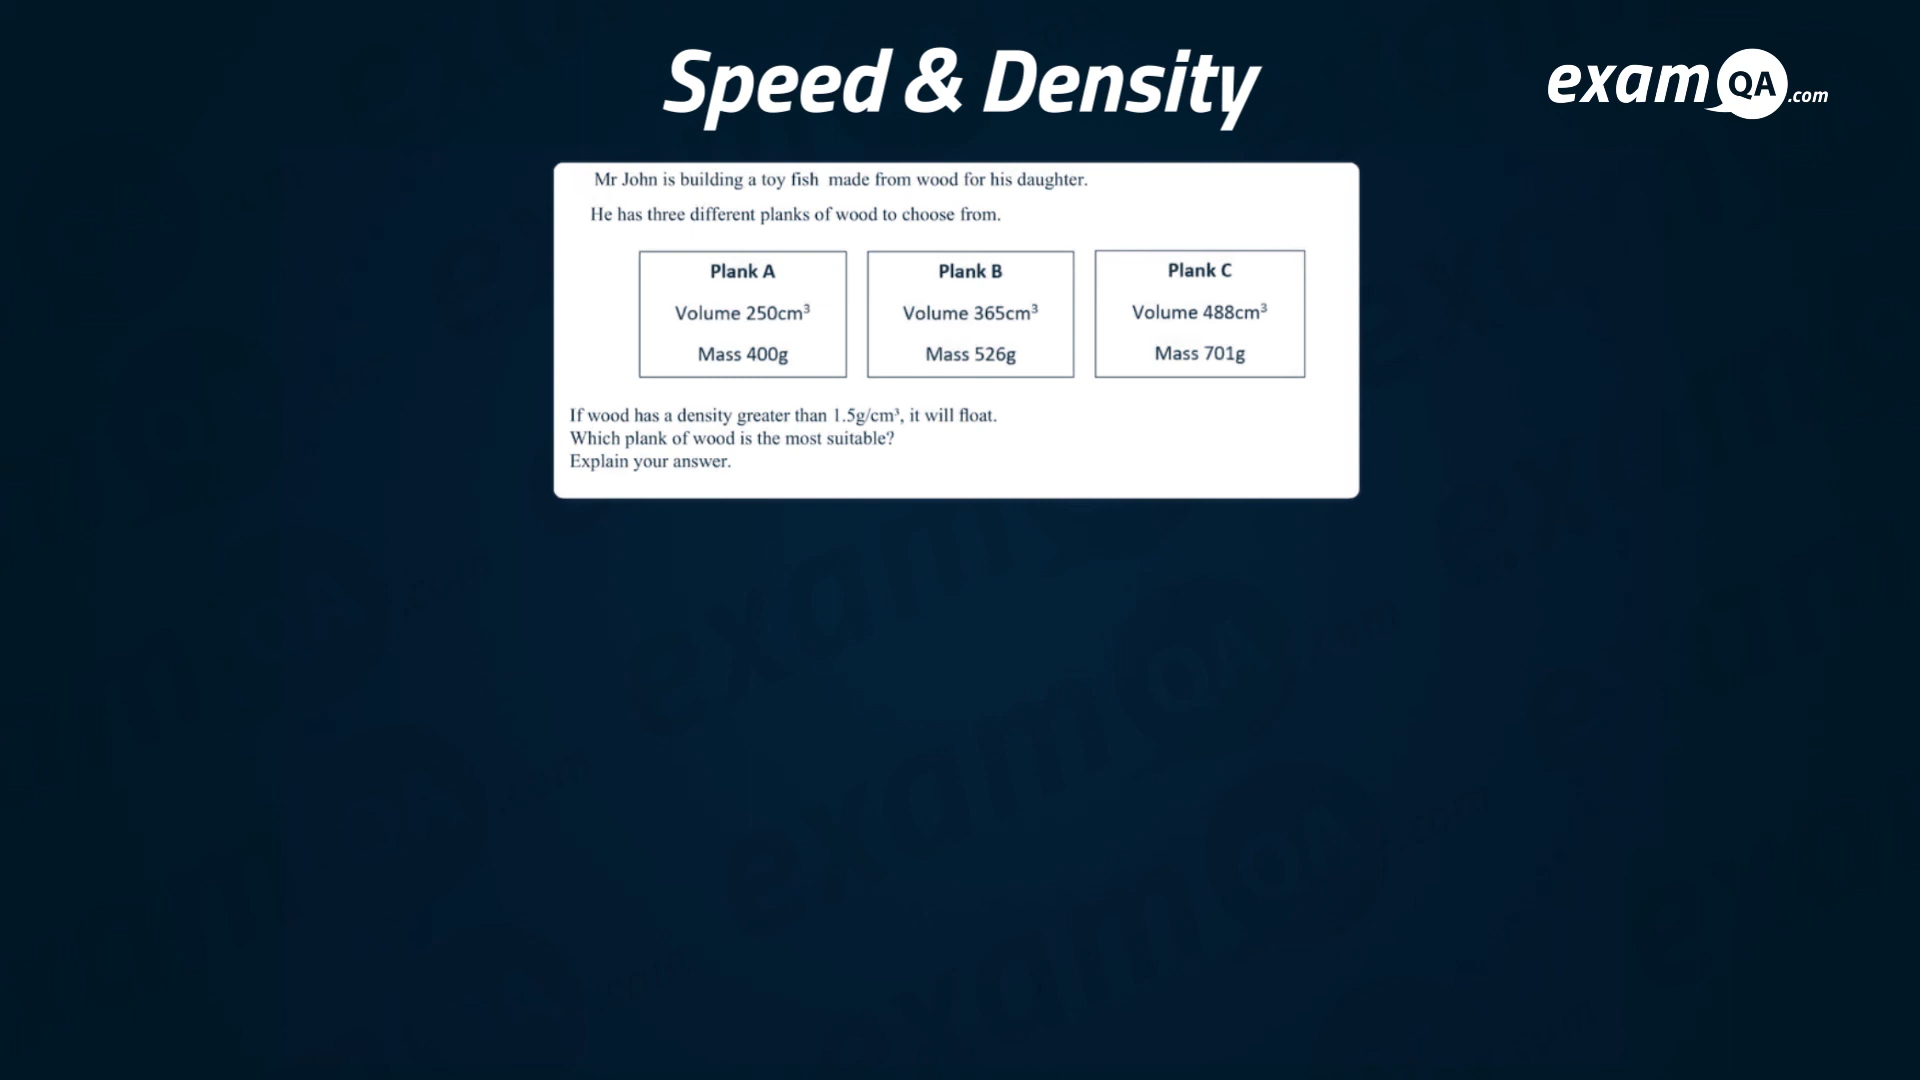 Speed & Density
examQA.com
Mr John is building a toy fish made from wood for his daughter.
He has three different planks of wood to choose from.
Plank A
Volume 250cm³
Mass 400g
Plank B
Volume 365cm³
Mass 526g
Plank C
Volume 488cm³
Mass 701g
If wood has a density greater than 1.5g/cm³, it will float.
Which plank of wood is the most suitable?
Explain your answer.